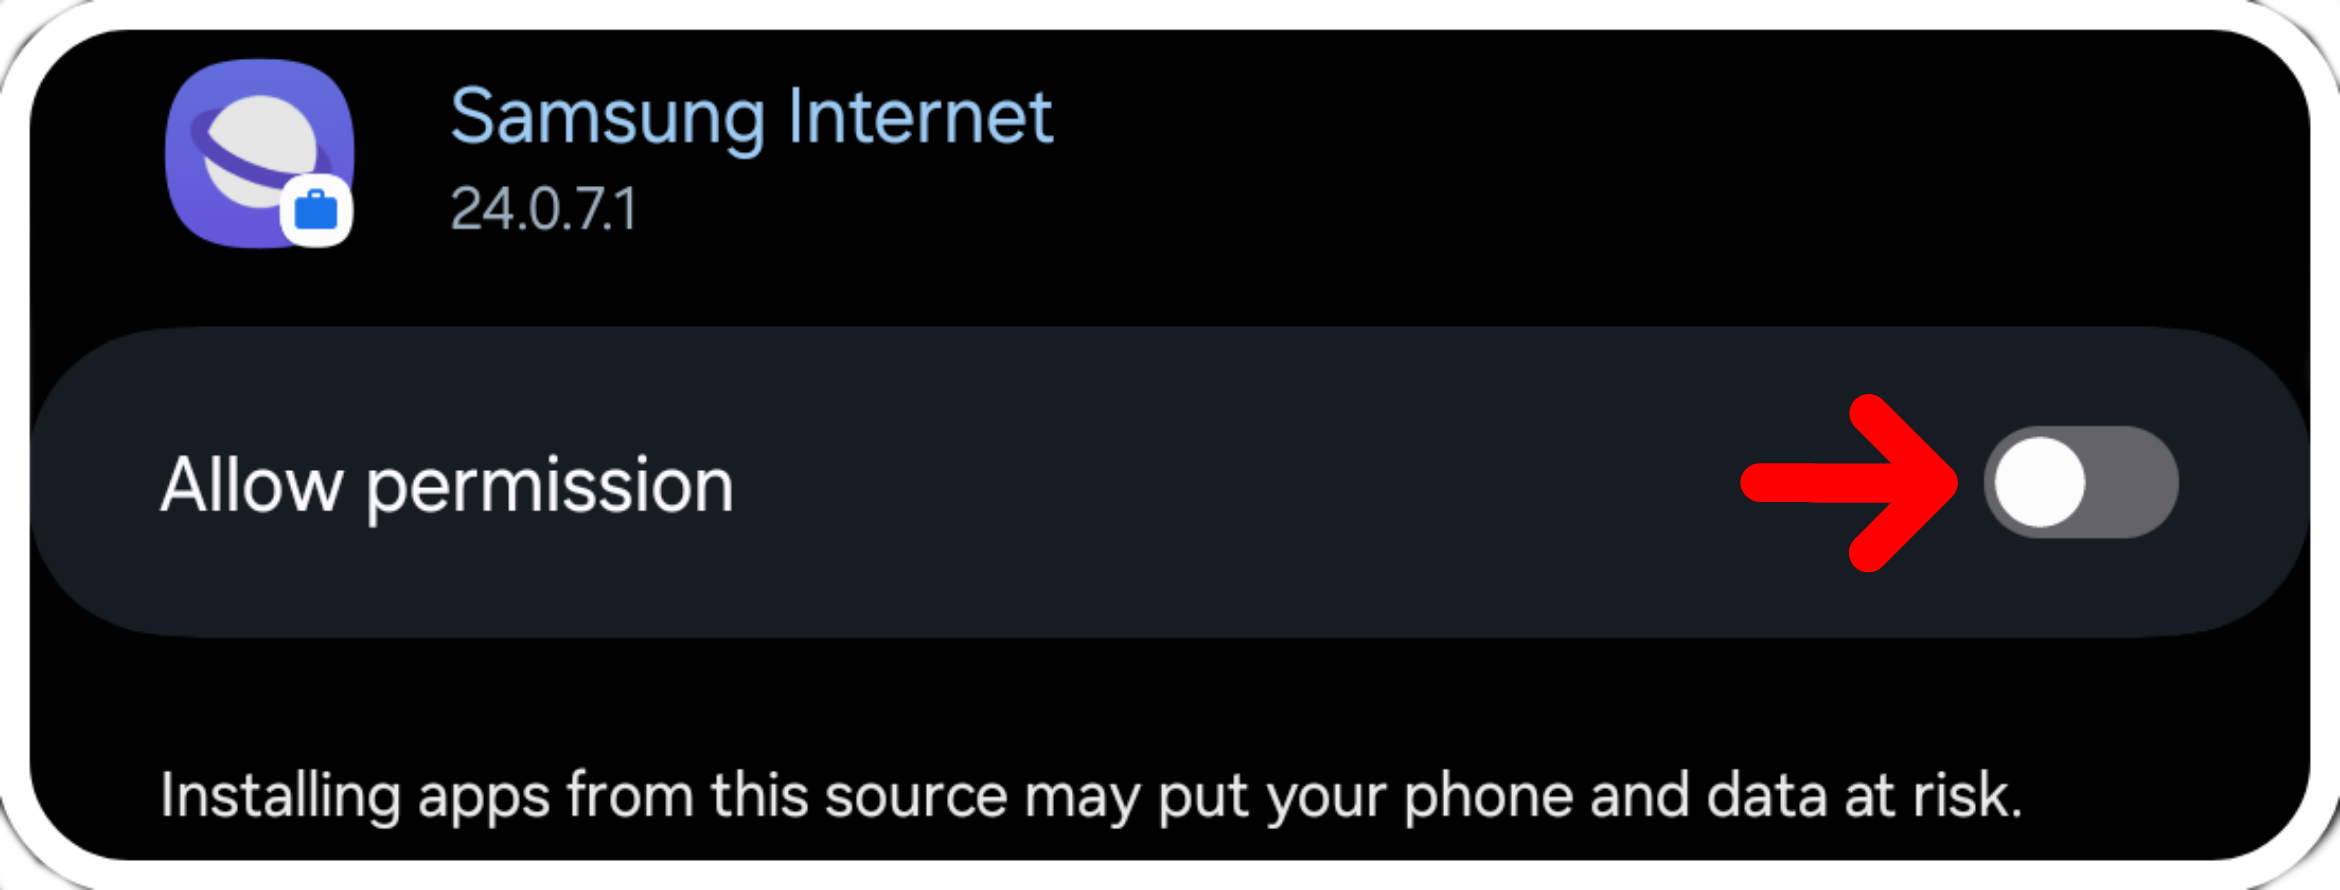 Samsung Internet
24.0.7.1
Allow permission
Installing apps from this source may put your phone and data at risk.